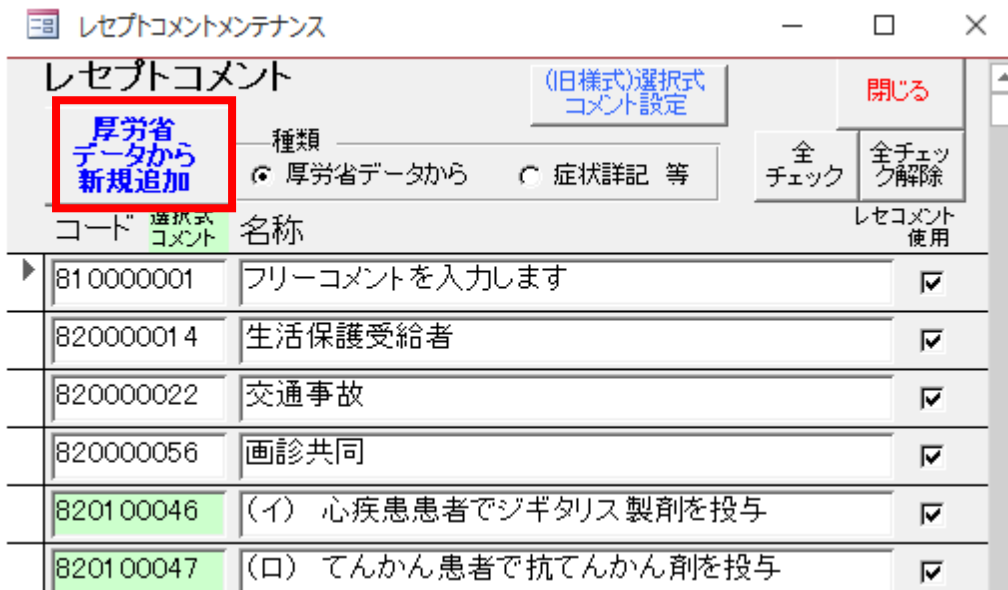 レセプトコメントメンテナンス
レセプトコメント
(旧様式)選択式
コメント設定
閉じる
厚労省
データから
新規追加
種類
厚労省データから
症状詳記 等
全
チェック
全チェッ
ク解除
コード
選択式
コメント
名称
レセコメント
使用
810000001 フリーコメントを入力します
820000014 生活保護受給者
820000022 交通事故
820000056 画診共同
820100046 (イ) 心疾患患者でジギタリス製剤を投与
820100047 (ロ) てんかん患者で抗てんかん剤を投与